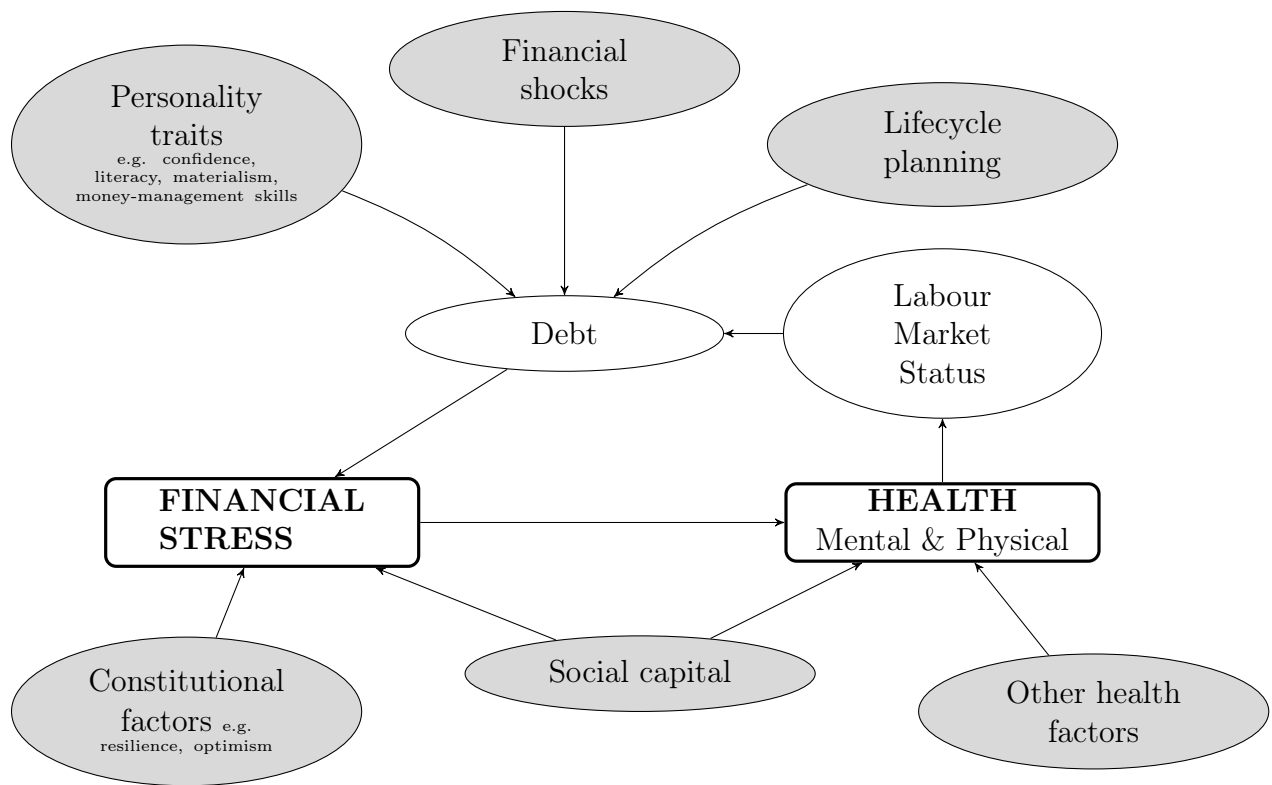 Financial
shocks
Personality
traits
e.g. confidence,
literacy, materialism,
money-management skills
Lifecycle
planning
Debt
Labour
Market
Status
FINANCIAL
STRESS
HEALTH
Mental & Physical
Constitutional
factors e.g.
resilience, optimism
Social capital
Other health
factors